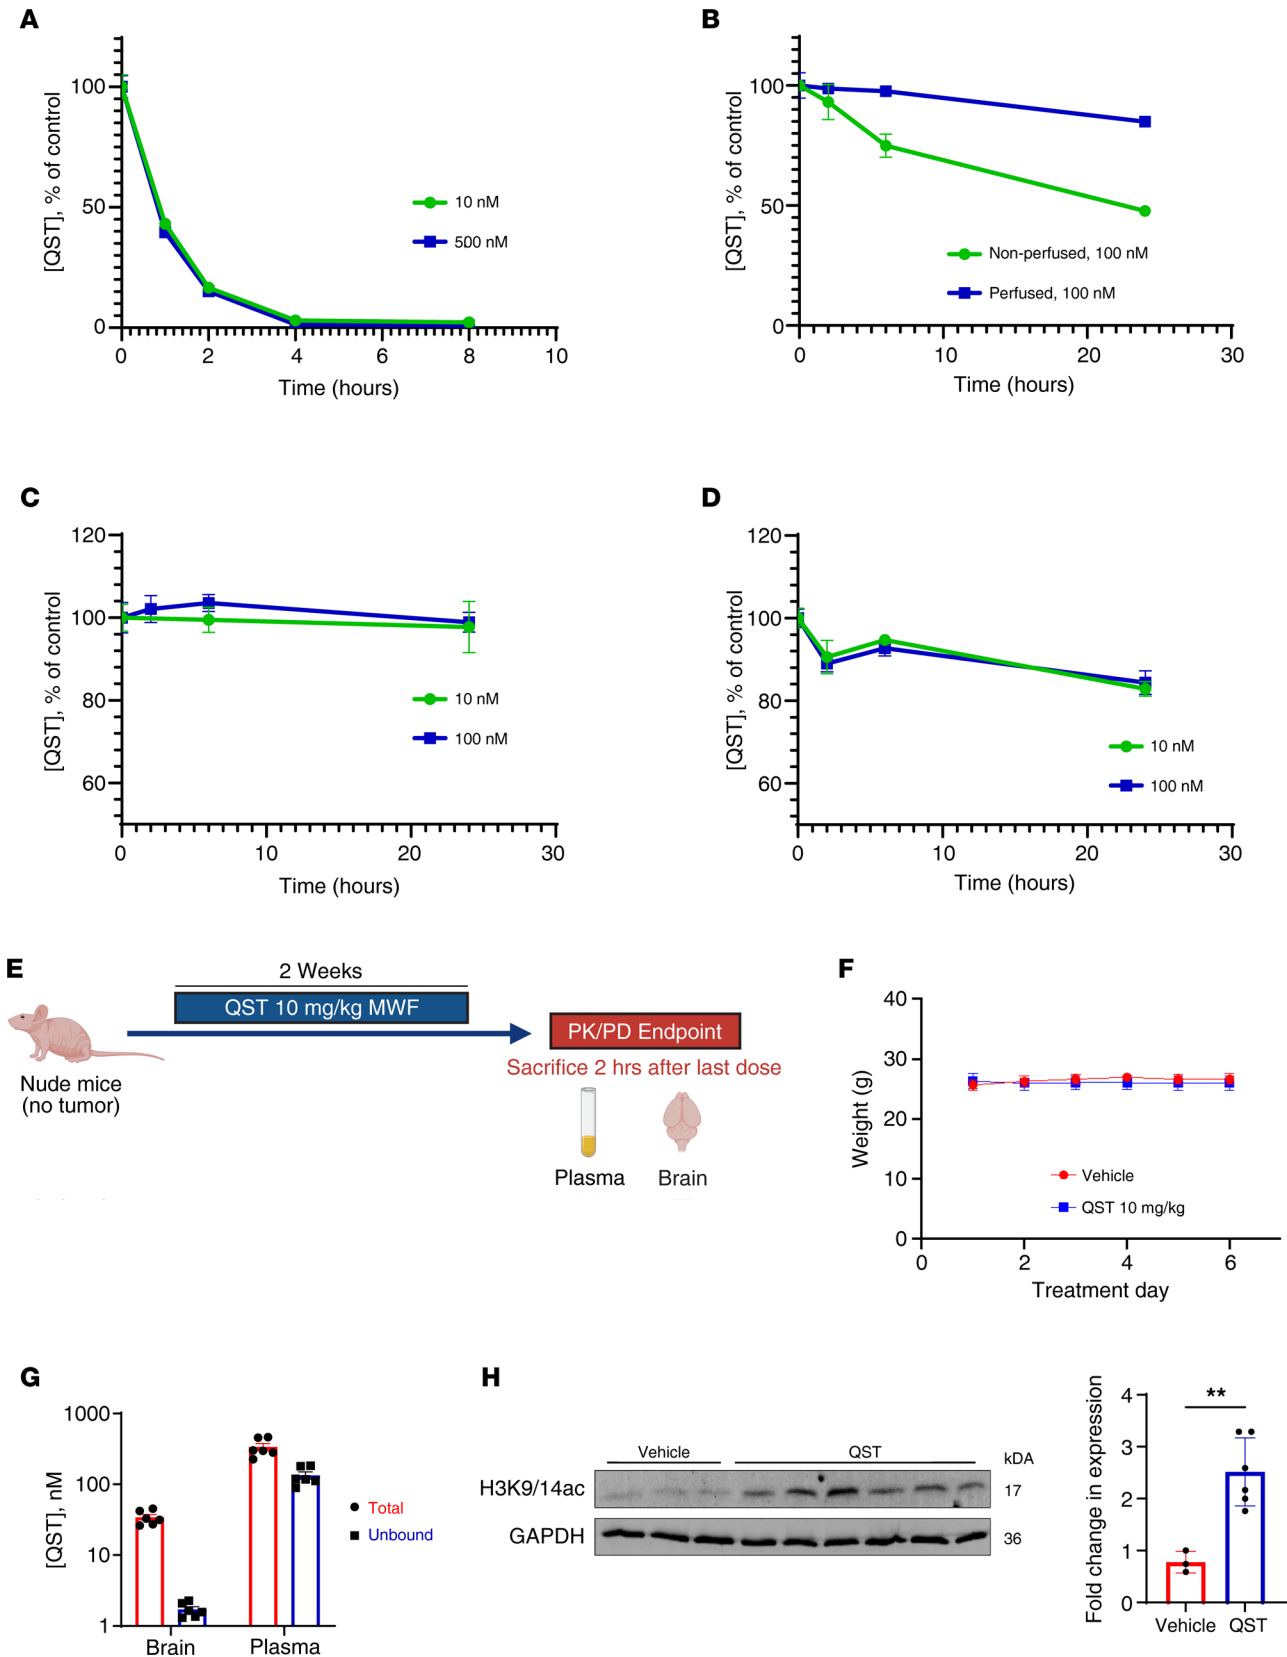 A
[QST], % of control
100
50
0
0 2 4 6 8 10
Time (hours)
10 nM
500 nM
B
[QST], % of control
100
50
0
0 10 20 30
Time (hours)
Non-perfused, 100 nM
Perfused, 100 nM
C
[QST], % of control
120
100
80
60
0 10 20 30
Time (hours)
10 nM
100 nM
D
[QST], % of control
120
100
80
60
0 10 20 30
Time (hours)
10 nM
100 nM
E
2 Weeks
QST 10 mg/kg MWF
Nude mice
(no tumor)
PK/PD Endpoint
Sacrifice 2 hrs after last dose
Plasma Brain
F
Weight (g)
40
30
20
10
0
0 2 4 6
Treatment day
Vehicle
QST 10 mg/kg
G
[QST], nM
1000
100
10
1
Brain Plasma
Total
Unbound
H
Vehicle QST kDA
H3K9/14ac 17
GAPDH 36
Fold change in expression
4
3
2
1
0
**
Vehicle QST